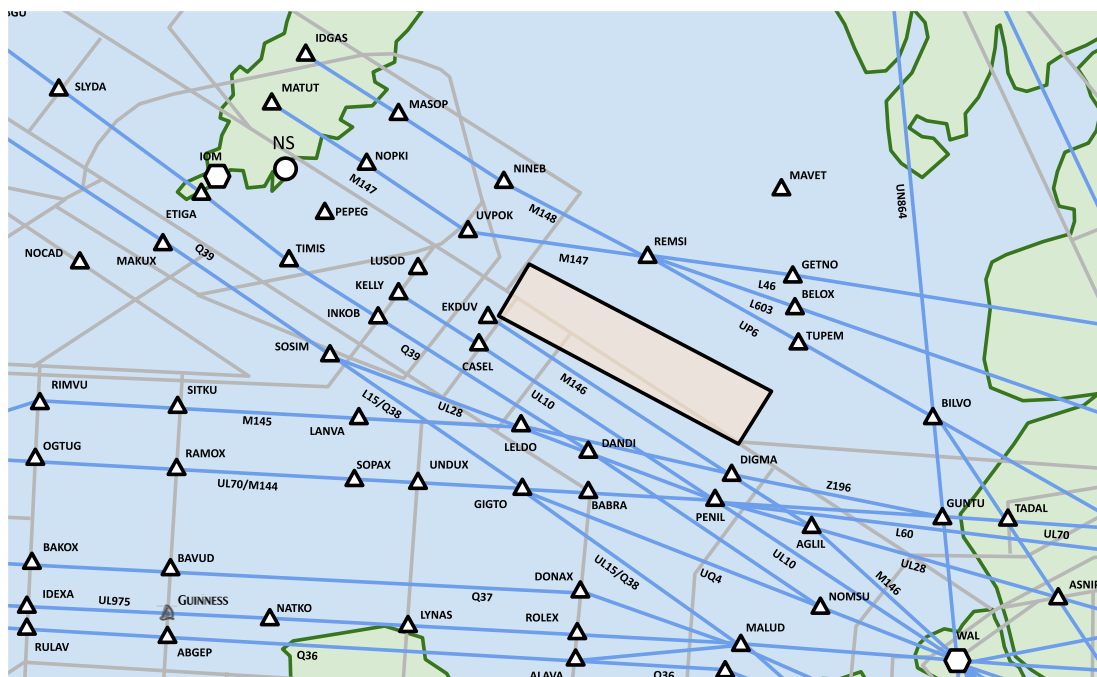 IDGAS
SLYDA
MATUT
MASOP
NS
IOM
NOPKI
M147
NINEB
MAVET
ETIGA
PEPEG
UVPOK
M148
UN864
REMSI
NOCAD
MAKUX
Q39
TIMIS
LUSOD
M147
GETNO
KELLY
L46
BELOX
INKOB
EKDUV
L603
UP6
TUPEM
SOSIM
Q39
CASEL
RIMVU
SITKU
M146
UL10
L15/Q38
UL28
BILVO
M145
LANVA
LELDO
DANDI
OGTUG
RAMOX
SOPAX
UNDUX
DIGMA
UL70/M144
GIGTO
BABRA
PENIL
Z196
GUNTU
TADAL
L60
UL70
AGLIL
BAKOX
BAVUD
UL15/Q38
UL10
UL28
DONAX
UQ4
M146
ASNIP
IDEXA
UL975
GUINNESS
NATKO
Q37
LYNAS
ROLEX
NOMSU
RULAV
ABGEP
Q36
MALUD
WAL
ALAVA
Q36